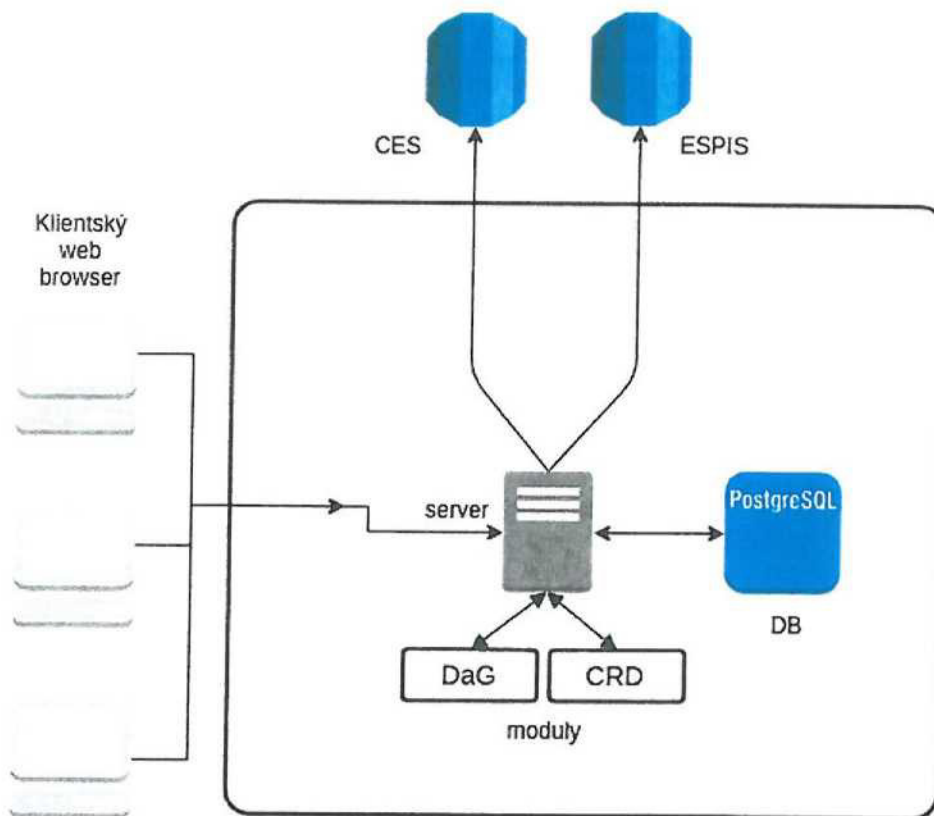 CES
ESPIS
Klientský
web
browser
server
PostgreSQL
DB
DaG
CRD
moduly